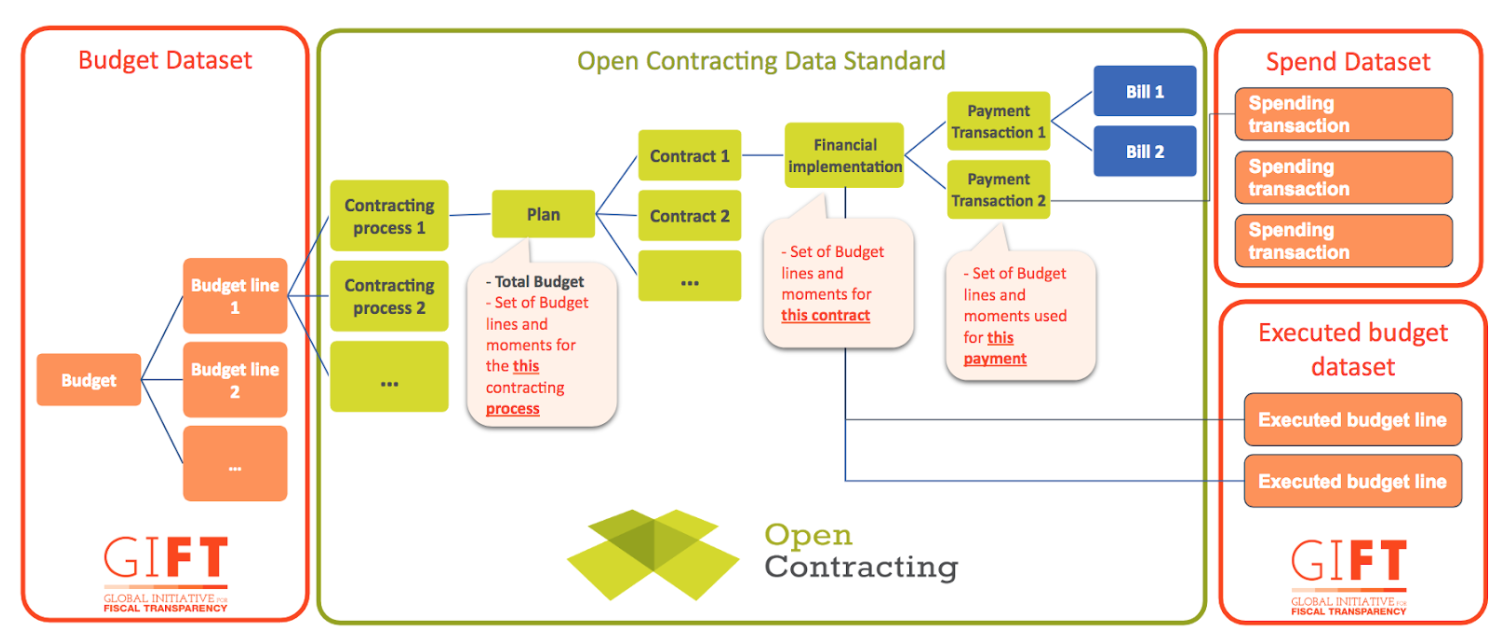 Budget Dataset
Budget
Budget line
1
Budget line
2
...
GIFT
GLOBAL INITIATIVE FOR
FISCAL TRANSPARENCY
Open Contracting Data Standard
Contracting
process 1
Contracting
process 2
...
Plan
- Total Budget
- Set of Budget
lines and
moments for
the this
contracting
process
Contract 1
Contract 2
...
Financial
implementation
- Set of Budget
lines and
moments for
this contract
Payment
Transaction 1
Payment
Transaction 2
- Set of Budget
lines and
moments used
for this
payment
Bill 1
Bill 2
Open
Contracting
Spend Dataset
Spending
transaction
Spending
transaction
Spending
transaction
Executed budget
dataset
Executed budget line
Executed budget line
GIFT
GLOBAL INITIATIVE FOR
FISCAL TRANSPARENCY